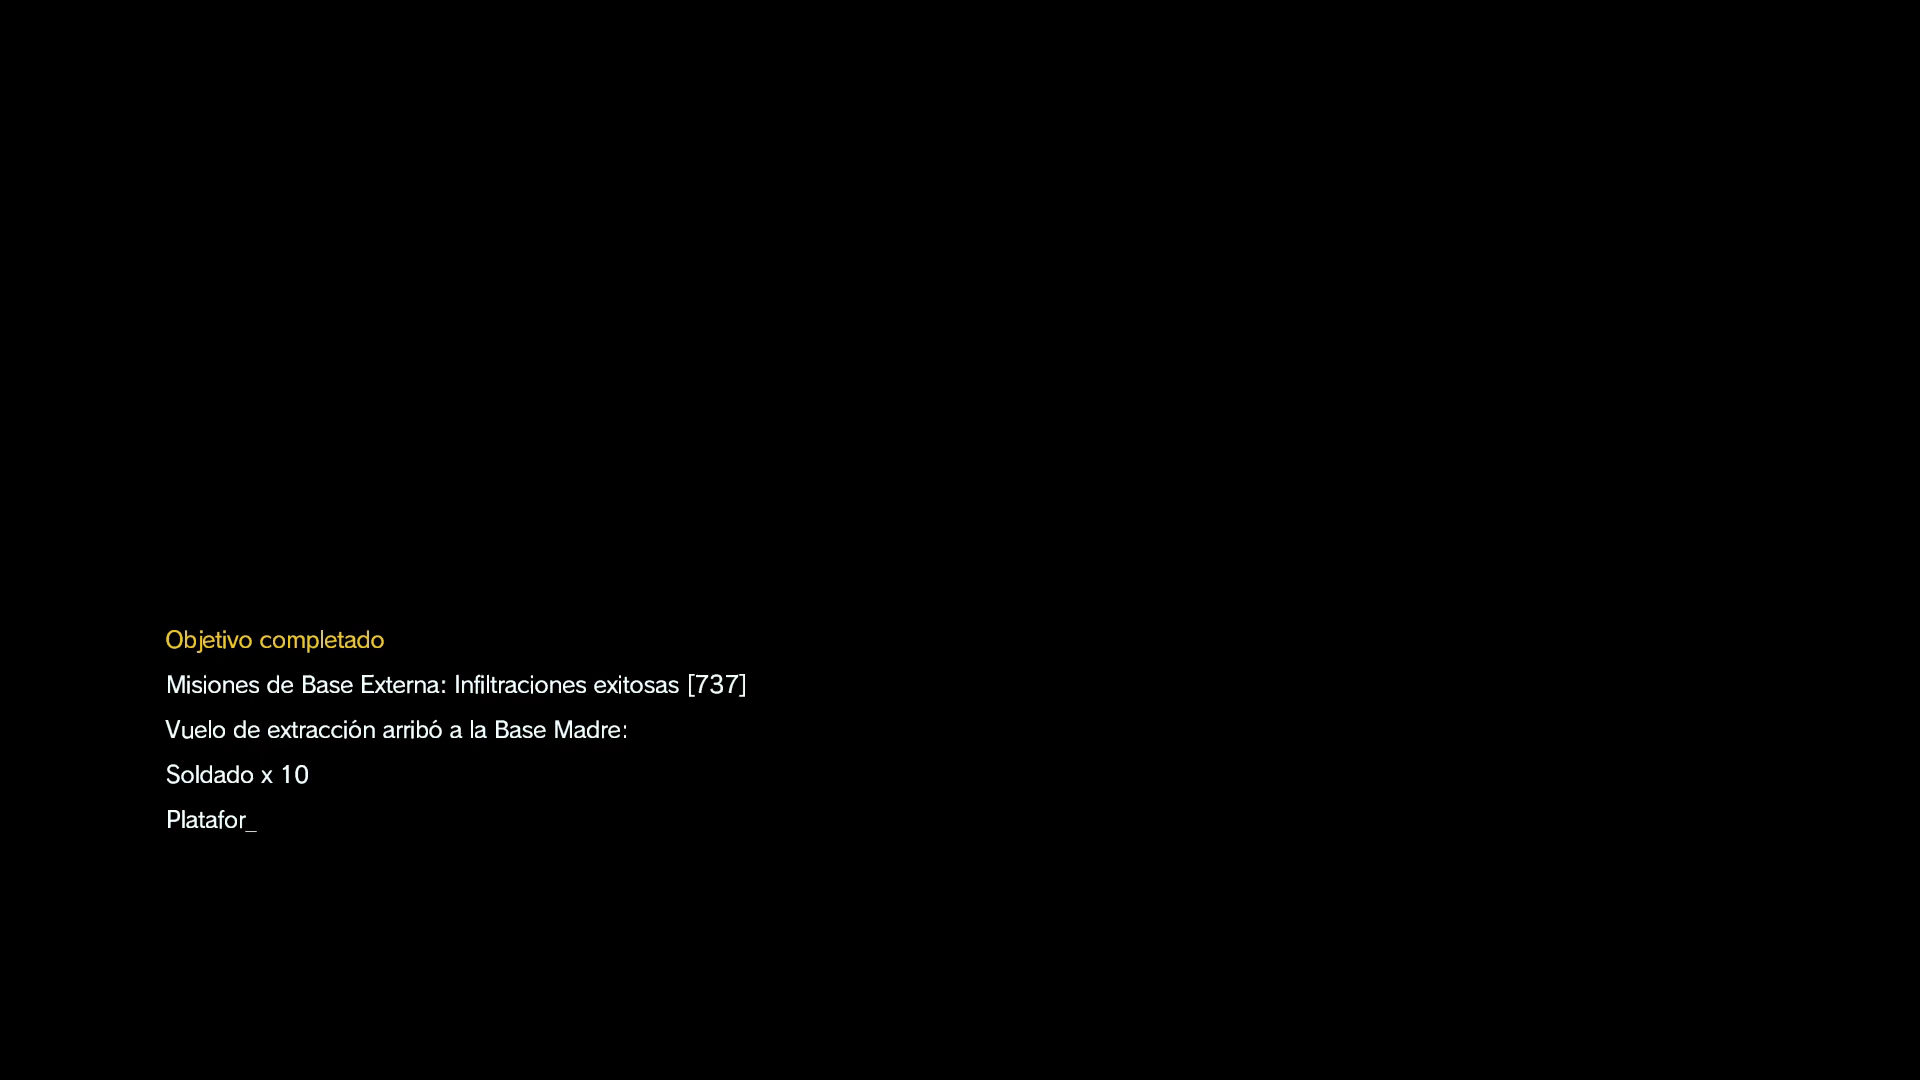 Objetivo completado
Misiones de Base Externa: Infiltraciones exitosas [737]
Vuelo de extracción arribó a la Base Madre:
Soldado x 10
Platafor_